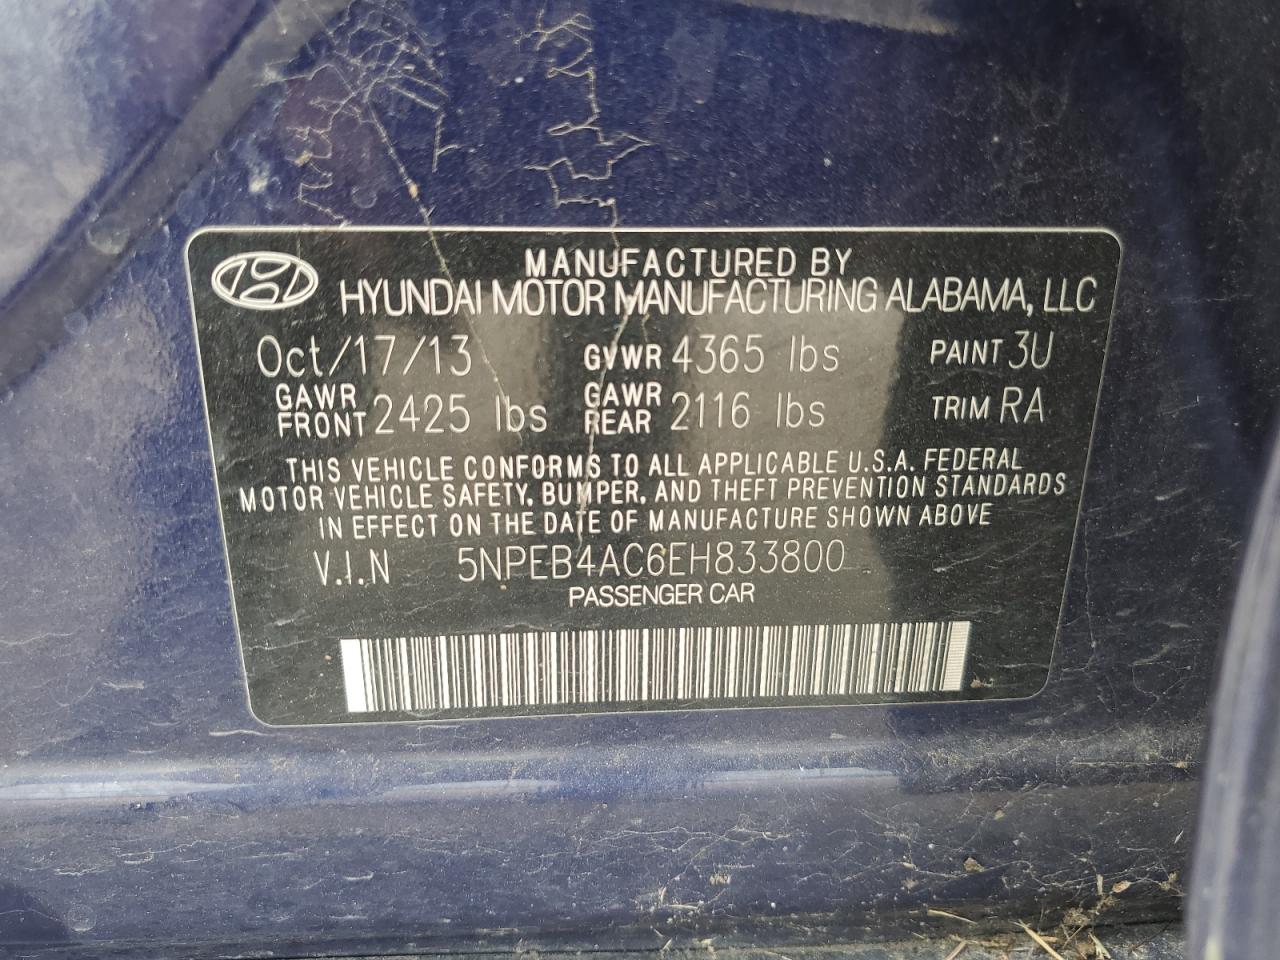 MANUFACTURED BY
HYUNDAI MOTOR MANUFACTURING ALABAMA, LLC
Oct/17/13 GVWR 4365 lbs PAINT 3U
GAWR FRONT 2425 lbs GAWR REAR 2116 lbs TRIM RA
THIS VEHICLE CONFORMS TO ALL APPLICABLE U.S.A. FEDERAL
MOTOR VEHICLE SAFETY, BUMPER, AND THEFT PREVENTION STANDARDS
IN EFFECT ON THE DATE OF MANUFACTURE SHOWN ABOVE
V.I.N 5NPEB4AC6EH833800
PASSENGER CAR